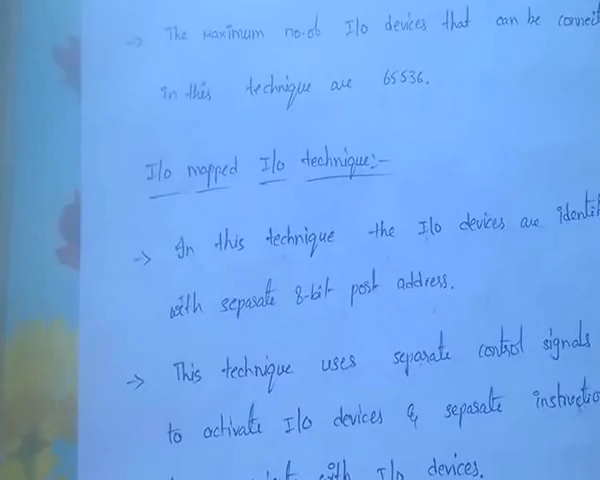 → The maximum no.of I/o devices that can be
in this technique are 65536.
I/o mapped I/o technique:-
→ In this technique the I/o devices are
with separate 8-bit post address.
→ This technique uses separate control signals
to activate I/o devices & separate
with I/o devices.